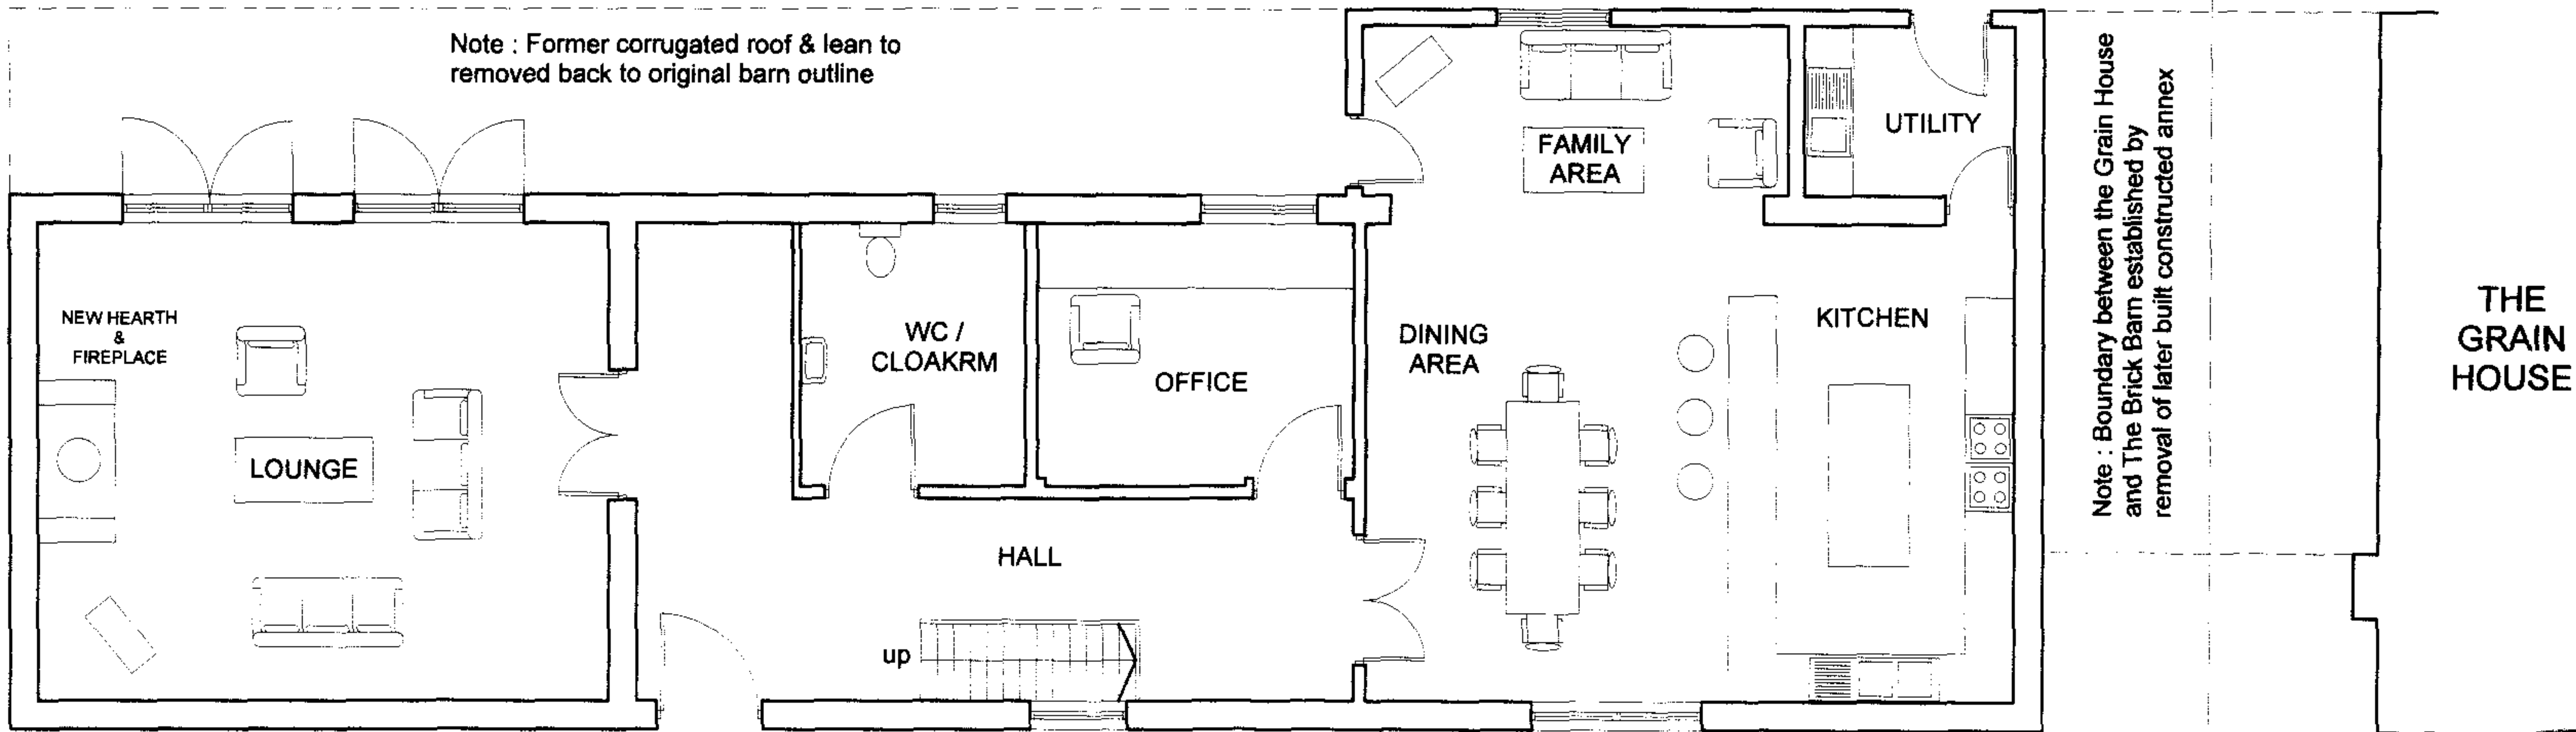 Note : Former corrugated roof & lean to
removed back to original barn outline
FAMILY
AREA
UTILITY
NEW HEARTH
&
FIREPLACE
LOUNGE
WC /
CLOAKRM
OFFICE
DINING
AREA
KITCHEN
HALL
up
Note : Boundary between the Grain House
and The Brick Barn established by
removal of later built constructed annex
THE
GRAIN
HOUSE